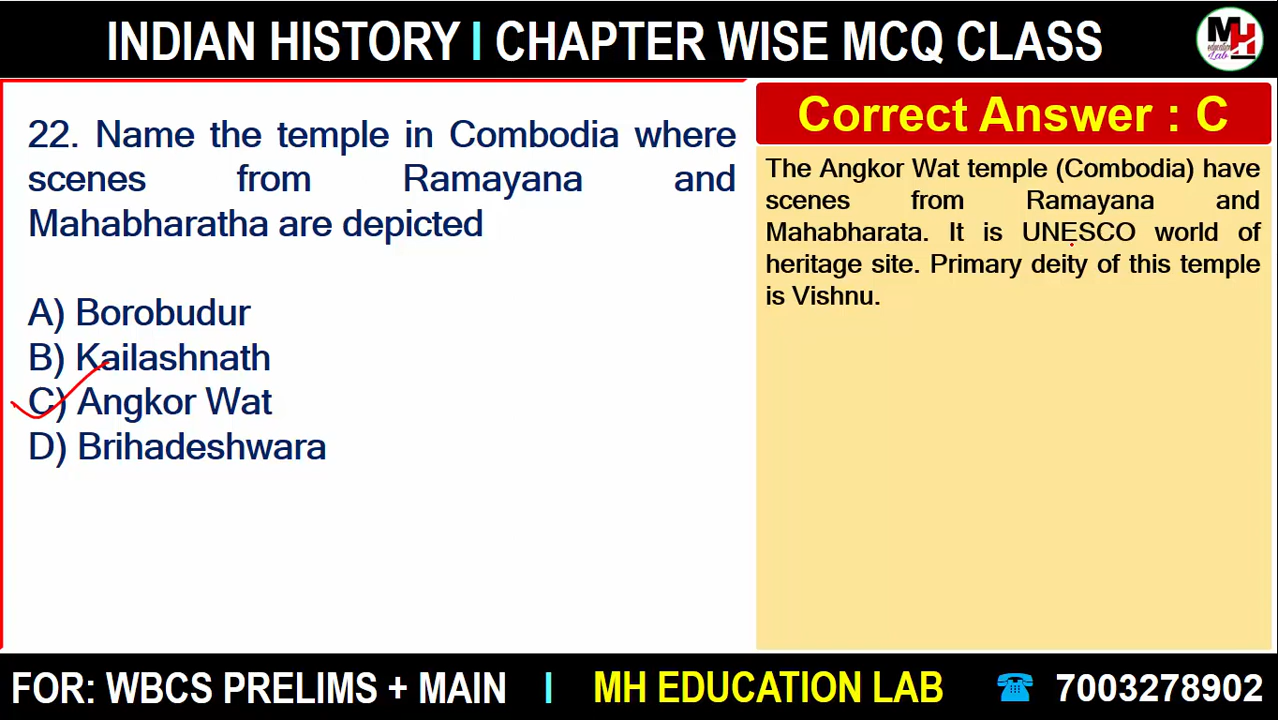 INDIAN HISTORY I CHAPTER WISE MCQ CLASS
MH
education
Lab
22. Name the temple in Combodia where
scenes from Ramayana and
Mahabharatha are depicted
A) Borobudur
B) Kailashnath
C) Angkor Wat
D) Brihadeshwara
Correct Answer : C
The Angkor Wat temple (Combodia) have
scenes from Ramayana and
Mahabharata. It is UNESCO world of
heritage site. Primary deity of this temple
is Vishnu.
FOR: WBCS PRELIMS + MAIN I MH EDUCATION LAB ☎ 7003278902